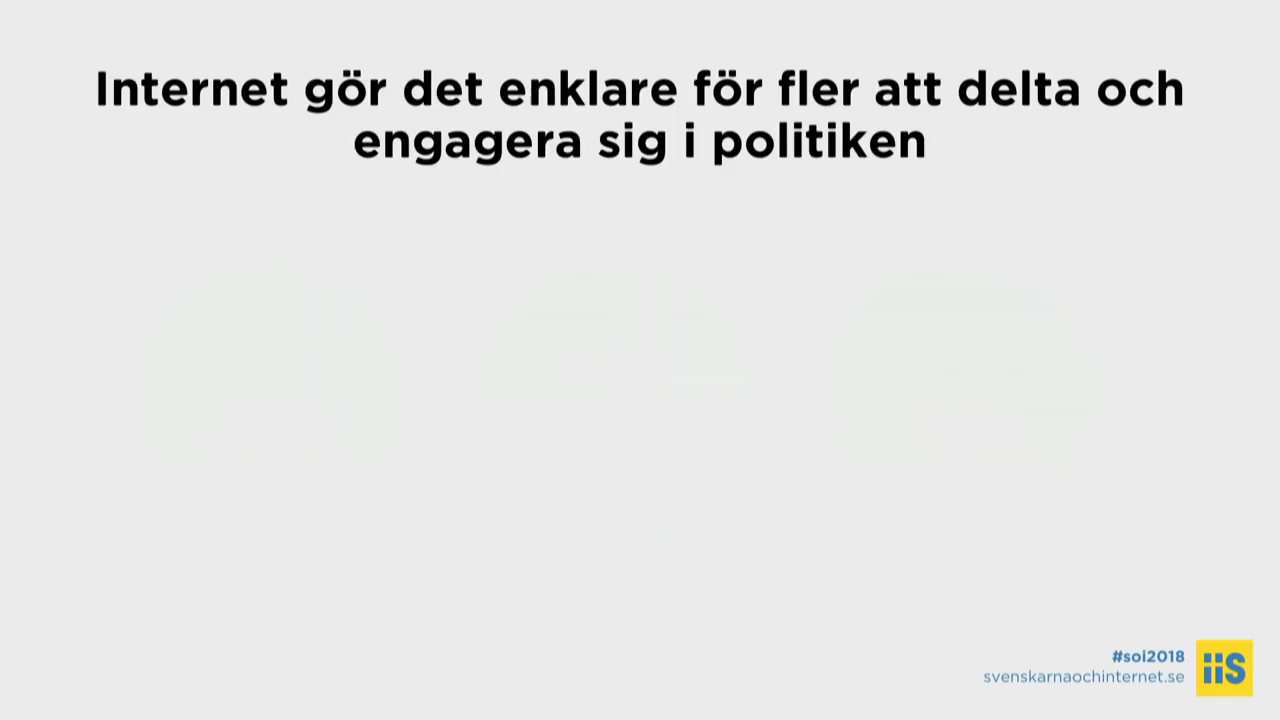 Internet gör det enklare för fler att delta och
engagera sig i politiken
#soi2018
svenskarnaochinternet.se
iis